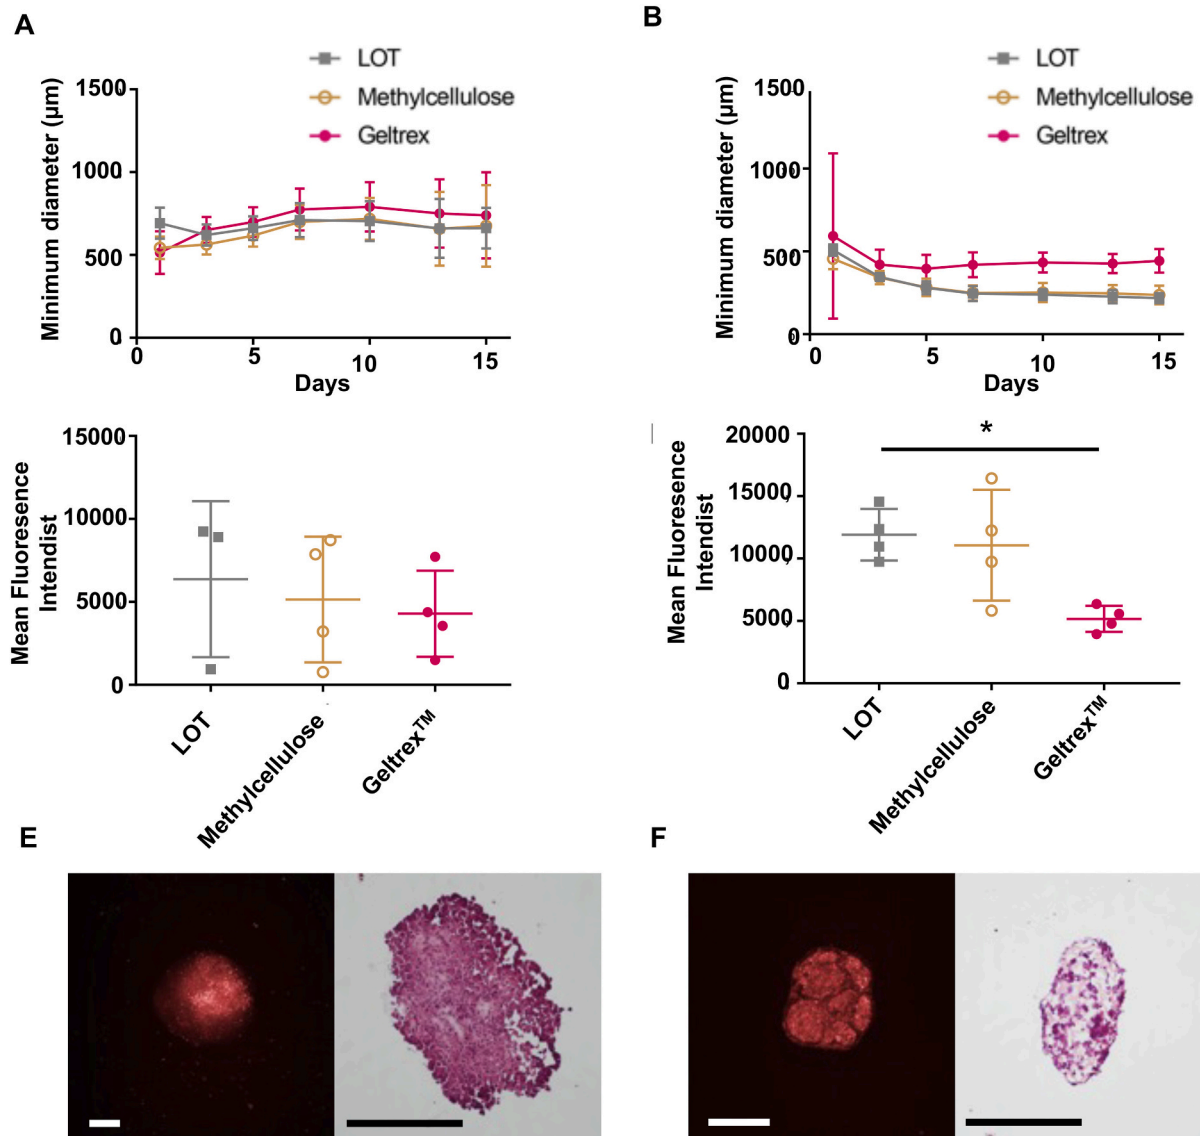 A
LOT
Methylcellulose
Geltrex
Minimum diameter (µm)
1500
1000
500
0
0
5
10
15
Days
B
LOT
Methylcellulose
Geltrex
Minimum diameter (µm)
1500
1000
500
0
0
5
10
15
Days
Mean Fluoresence
Intendist
15000
10000
5000
0
LOT
Methylcellulose
Geltrex™
*
Mean Fluoresence
Intendist
20000
15000
10000
5000
0
LOT
Methylcellulose
Geltrex™
E
F